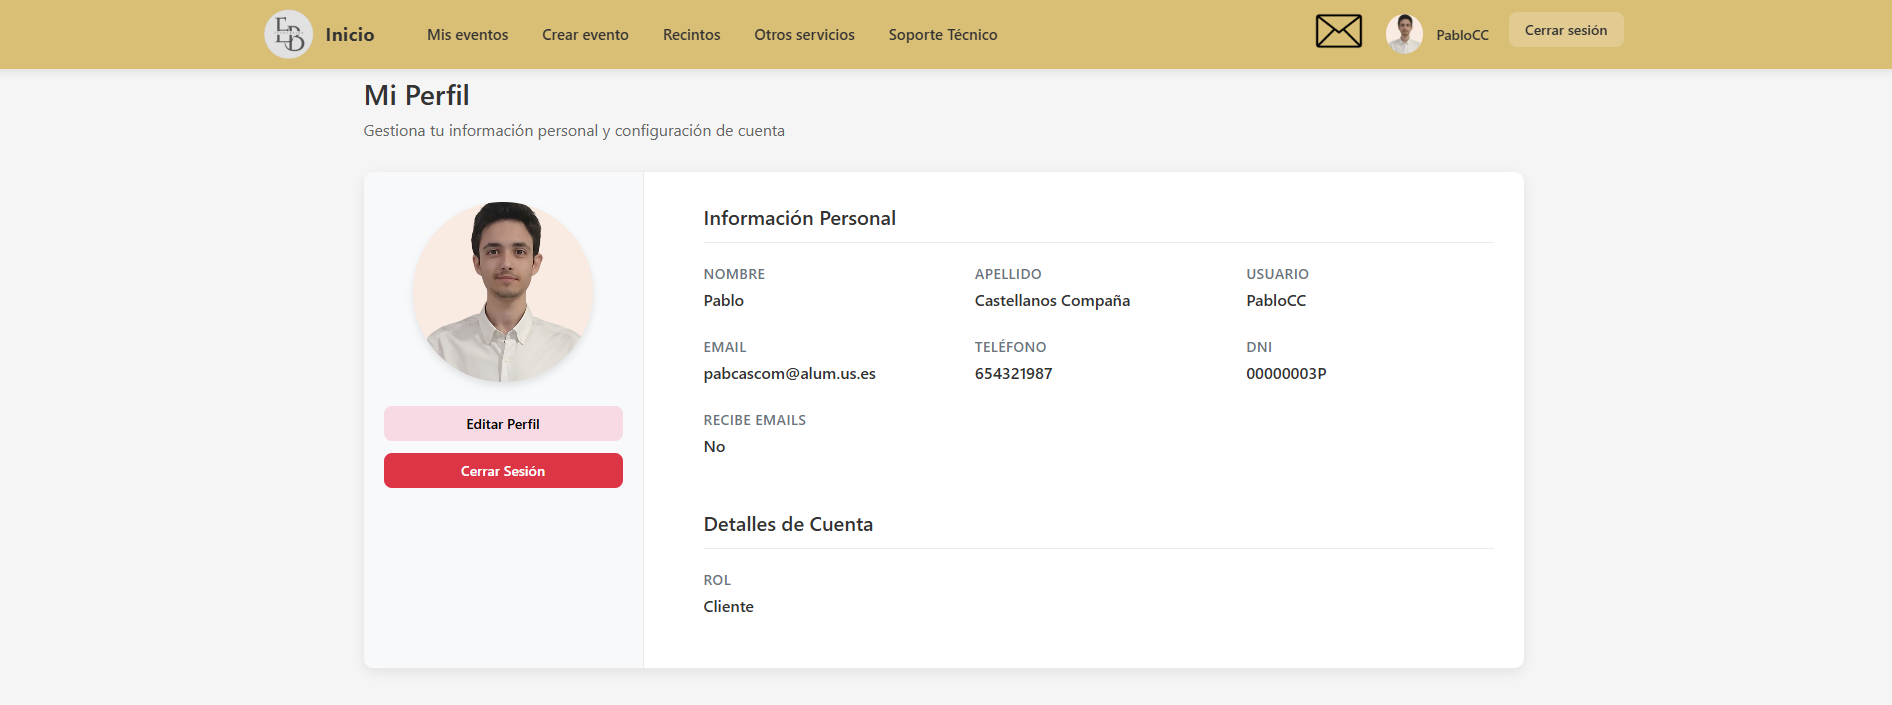 EB Inicio Mis eventos Crear evento Recintos Otros servicios Soporte Técnico PabloCC Cerrar sesión
Mi Perfil
Gestiona tu información personal y configuración de cuenta
Editar Perfil
Cerrar Sesión
Información Personal
NOMBRE APELLIDO USUARIO
Pablo Castellanos Compaña PabloCC
EMAIL TELÉFONO DNI
pabcascom@alum.us.es 654321987 00000003P
RECIBE EMAILS
No
Detalles de Cuenta
ROL
Cliente